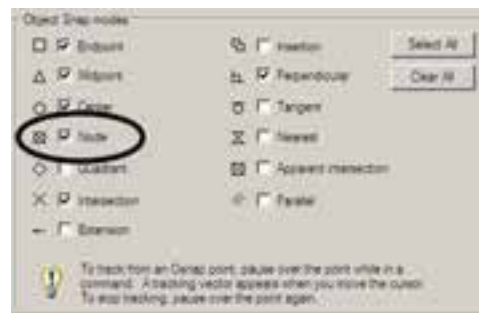 Object Snap modes
Endpoint
Midpoint
Center
Node
Quadrant
Intersection
Extension
Insertion
Perpendicular
Tangent
Nearest
Apparent intersection
Parallel
Select All
Clear All
To track from an Osnap point, pause over the point while in a
command. A tracking vector appears when you move the cursor.
To stop tracking, pause over the point again.